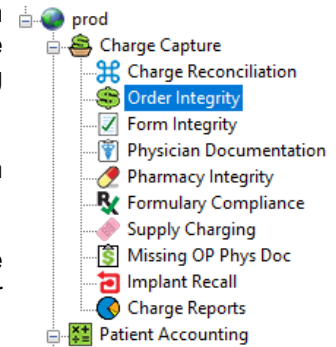 prod
Charge Capture
Charge Reconciliation
Order Integrity
Form Integrity
Physician Documentation
Pharmacy Integrity
Formulary Compliance
Supply Charging
Missing OP Phys Doc
Implant Recall
Charge Reports
Patient Accounting